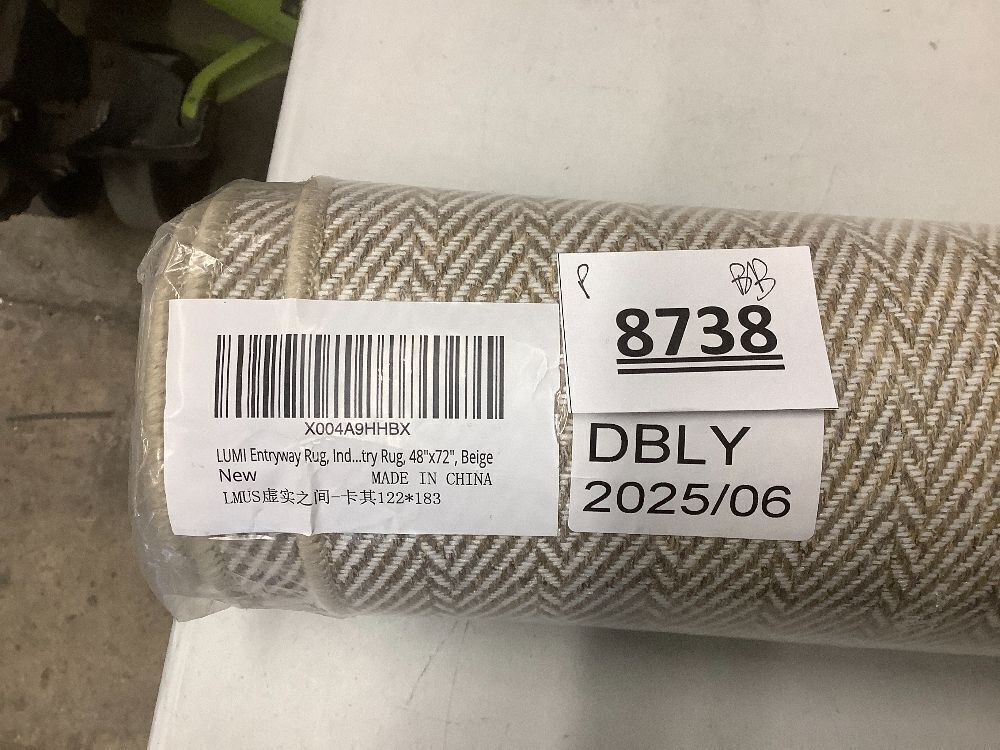 X004A9HHBX
LUMI Entryway Rug, Ind...try Rug, 48"x72", Beige
New MADE IN CHINA
LMUS虚实之间-卡其122*183
P BB
8738
DBLY
2025/06